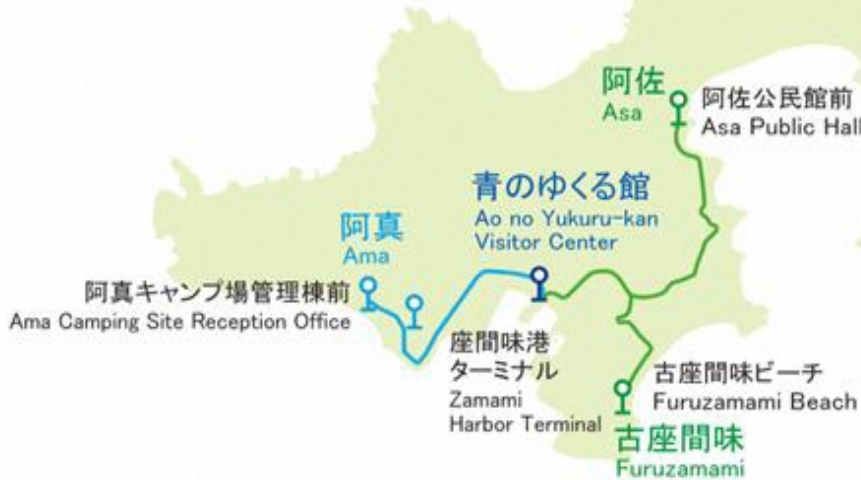 阿佐
Asa
阿佐公民館前
Asa Public Hall
青のゆくる館
Ao no Yukuru-kan
Visitor Center
阿真
Ama
阿真キャンプ場管理棟前
Ama Camping Site Reception Office
座間味港
ターミナル
Zamami
Harbor Terminal
古座間味ビーチ
Furuzamami Beach
古座間味
Furuzamami